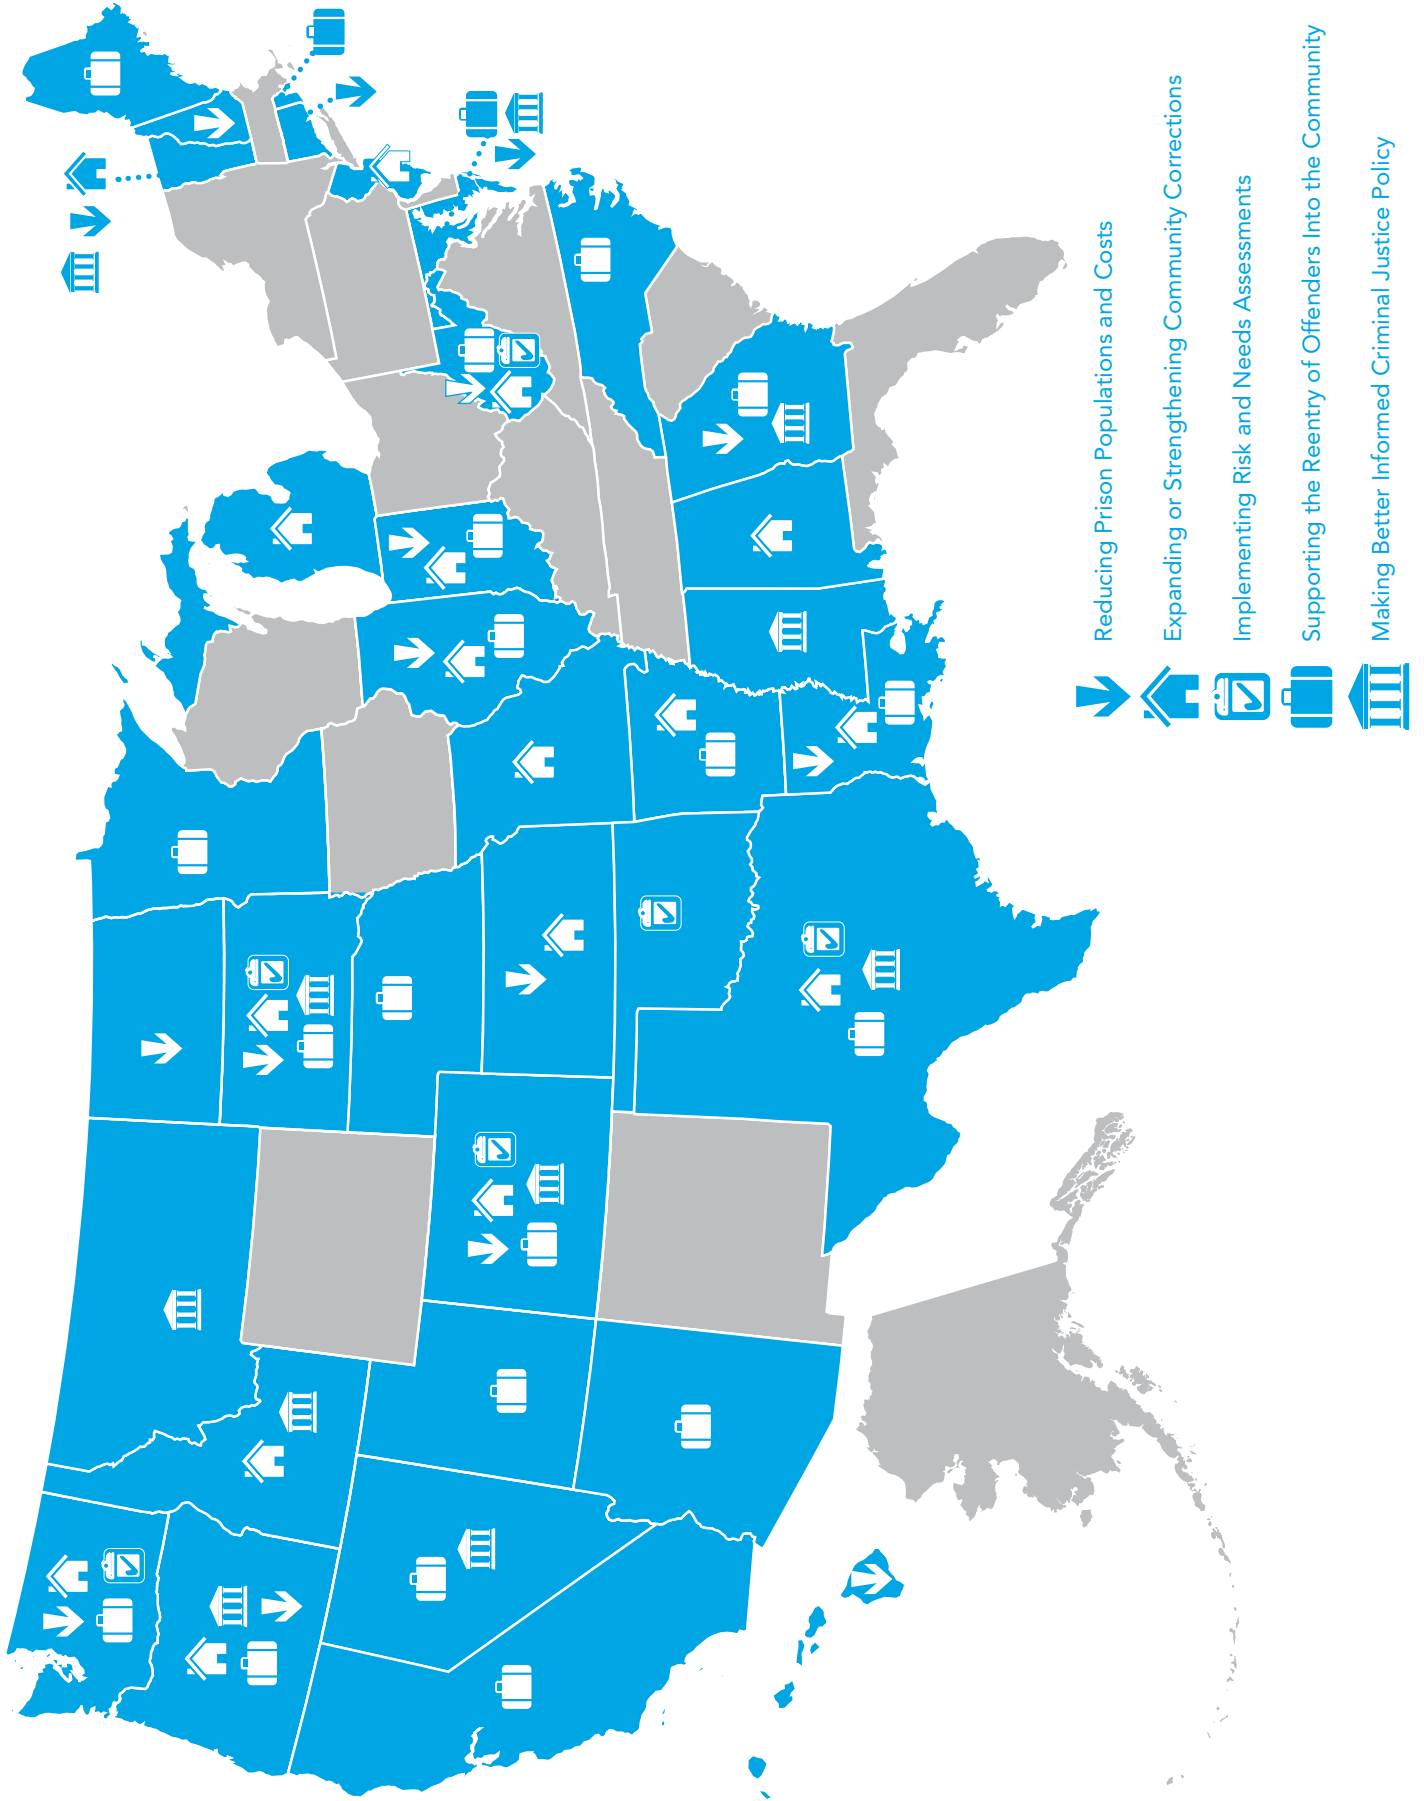 Reducing Prison Populations and Costs
Expanding or Strengthening Community Corrections
Implementing Risk and Needs Assessments
Supporting the Reentry of Offenders Into the Community
Making Better Informed Criminal Justice Policy